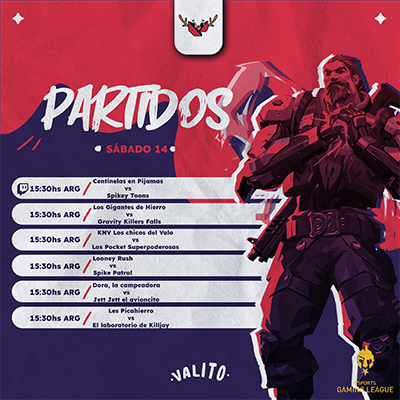 PARTIDOS
SÁBADO 14
15:30hs ARG
Centinelas en Pijamas
vs
Spikey Toons
15:30hs ARG
Los Gigantes de Hierro
vs
Gravity Killers Falls
15:30hs ARG
KNV Los chicos del Valo
vs
Las Pocket Superpoderosas
15:30hs ARG
Looney Rush
vs
Spike Patrol
15:30hs ARG
Dora, la campeadora
vs
Jett Jett el avioncito
15:30hs ARG
Les Picahierro
vs
El laboratorio de Killjoy
VALITO
ESPORTS
GAMING LEAGUE